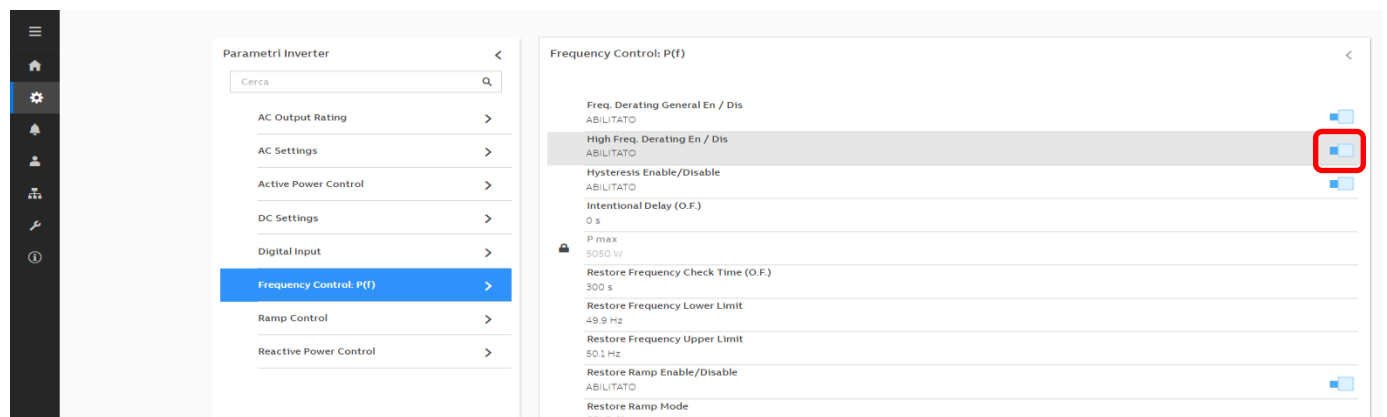 Parametri Inverter
Cerca
AC Output Rating
AC Settings
Active Power Control
DC Settings
Digital Input
Frequency Control: P(f)
Ramp Control
Reactive Power Control
Frequency Control: P(f)
Freq. Derating General En / Dis
ABILITATO
High Freq. Derating En / Dis
ABILITATO
Hysteresis Enable/Disable
ABILITATO
Intentional Delay (O.F.)
0 s
P max
5050 W
Restore Frequency Check Time (O.F.)
300 s
Restore Frequency Lower Limit
49.9 Hz
Restore Frequency Upper Limit
50.1 Hz
Restore Ramp Enable/Disable
ABILITATO
Restore Ramp Mode